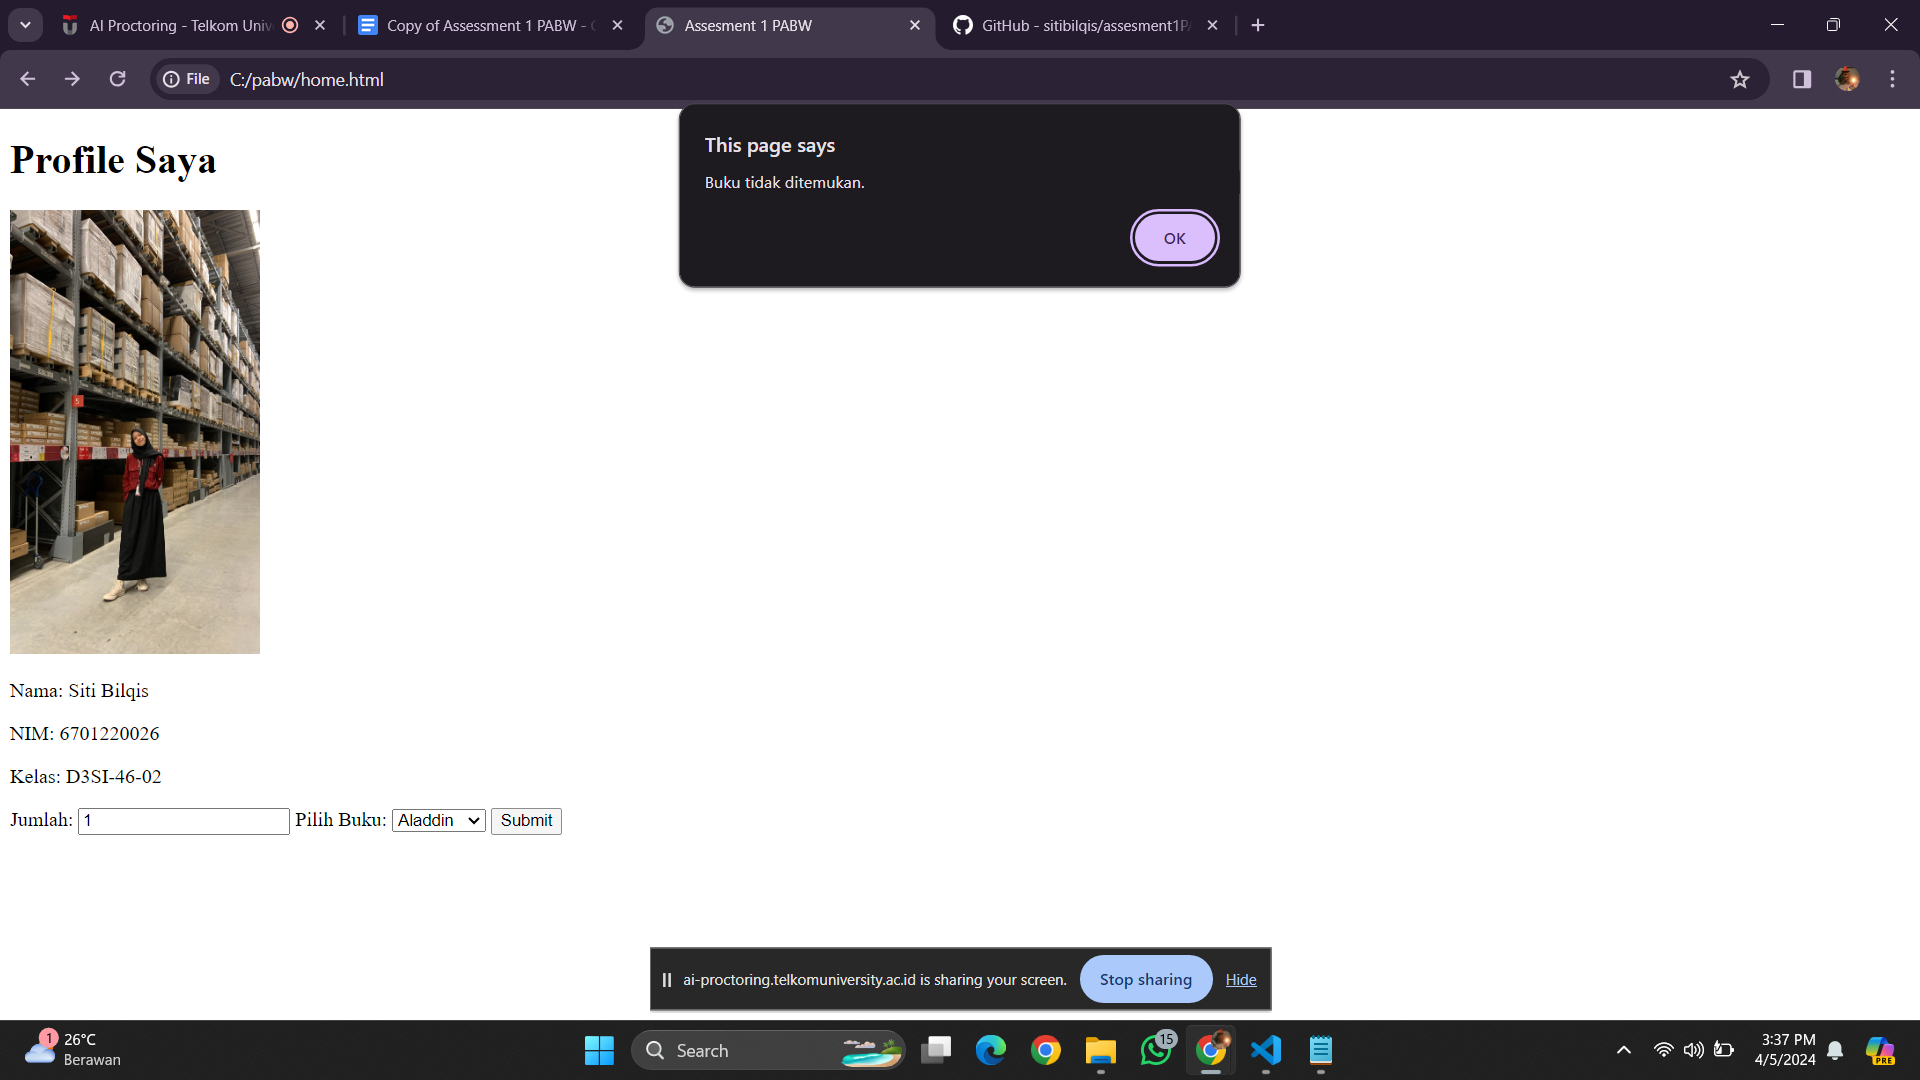 AI Proctoring - Telkom Univ
Copy of Assessment 1 PABW -
Assesment 1 PABW
GitHub - sitibilqis/assesment1P
File
C:/pabw/home.html
This page says
Buku tidak ditemukan.
OK
Profile Saya
5
Nama: Siti Bilqis
NIM: 6701220026
Kelas: D3SI-46-02
Jumlah: 1 Pilih Buku: Aladdin Submit
ai-proctoring.telkomuniversity.ac.id is sharing your screen. Stop sharing Hide
1
26°C
Berawan
Search
15
3:37 PM
4/5/2024
PRE